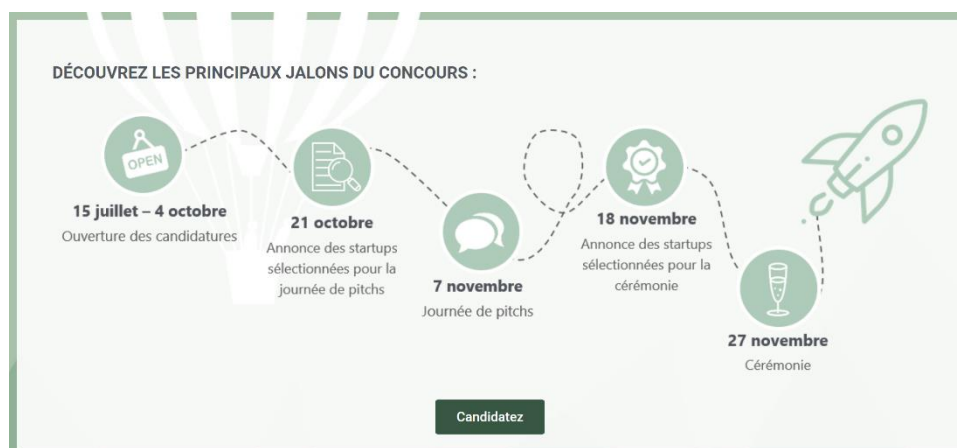 DÉCOUVREZ LES PRINCIPAUX JALONS DU CONCOURS :
OPEN
15 juillet – 4 octobre
Ouverture des candidatures
21 octobre
Annonce des startups
sélectionnées pour la
journée de pitchs
7 novembre
Journée de pitchs
18 novembre
Annonce des startups
sélectionnées pour la
cérémonie
27 novembre
Cérémonie
Candidatez